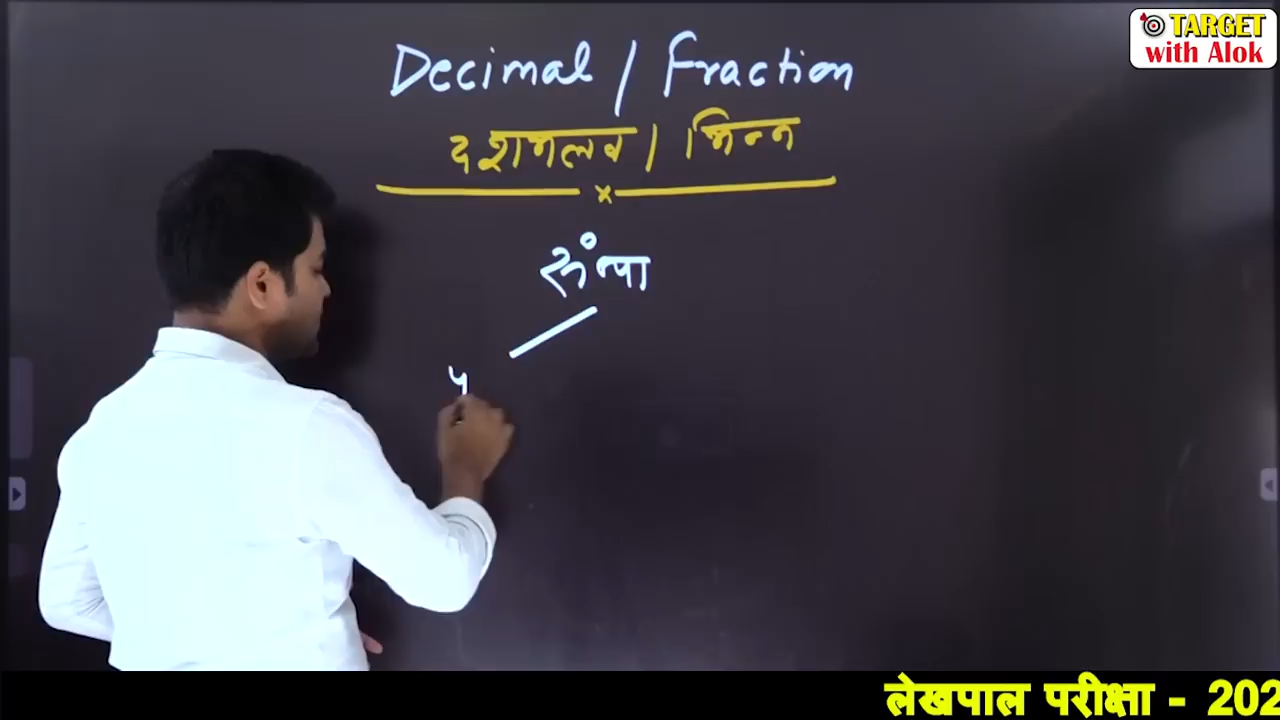 TARGET
with Alok
Decimal / Fraction
दशमलव / भिन्न
संख्या
लेखपाल परीक्षा - 202